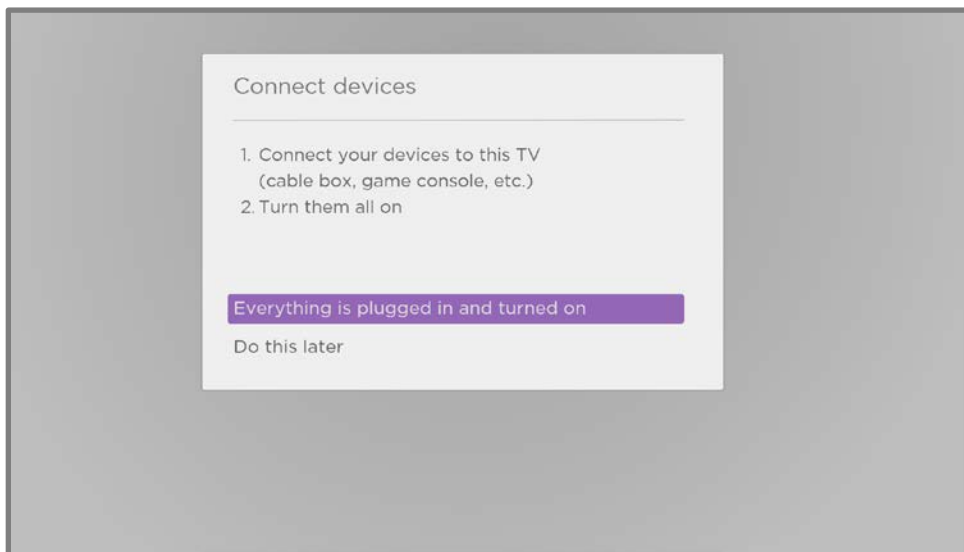 Connect devices
1. Connect your devices to this TV
(cable box, game console, etc.)
2. Turn them all on
Everything is plugged in and turned on
Do this later